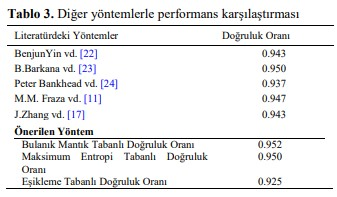 Tablo 3. Diğer yöntemlerle performans karşılaştırması
Literatürdeki Yöntemler Doğruluk Oranı
BenjunYin vd. [22] 0.943
B.Barkana vd. [23] 0.950
Peter Bankhead vd. [24] 0.937
M.M. Fraza vd. [11] 0.947
J.Zhang vd. [17] 0.943
Önerilen Yöntem
Bulanık Mantık Tabanlı Doğruluk Oranı 0.952
Maksimum Entropi Tabanlı Doğruluk 0.950
Oranı
Eşikleme Tabanlı Doğruluk Oranı 0.925